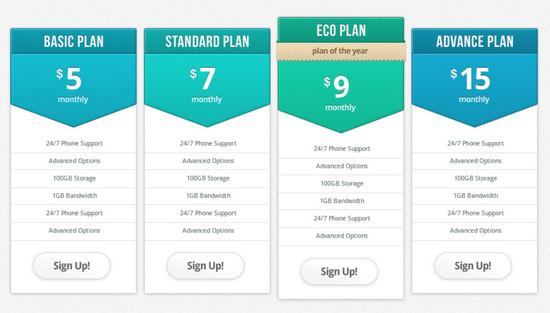 BASIC PLAN
$5
monthly
24/7 Phone Support
Advanced Options
100GB Storage
1GB Bandwidth
24/7 Phone Support
Advanced Options
Sign Up!
STANDARD PLAN
$7
monthly
24/7 Phone Support
Advanced Options
100GB Storage
1GB Bandwidth
24/7 Phone Support
Advanced Options
Sign Up!
ECO PLAN
plan of the year
$9
monthly
24/7 Phone Support
Advanced Options
100GB Storage
1GB Bandwidth
24/7 Phone Support
Advanced Options
Sign Up!
ADVANCE PLAN
$15
monthly
24/7 Phone Support
Advanced Options
100GB Storage
1GB Bandwidth
24/7 Phone Support
Advanced Options
Sign Up!